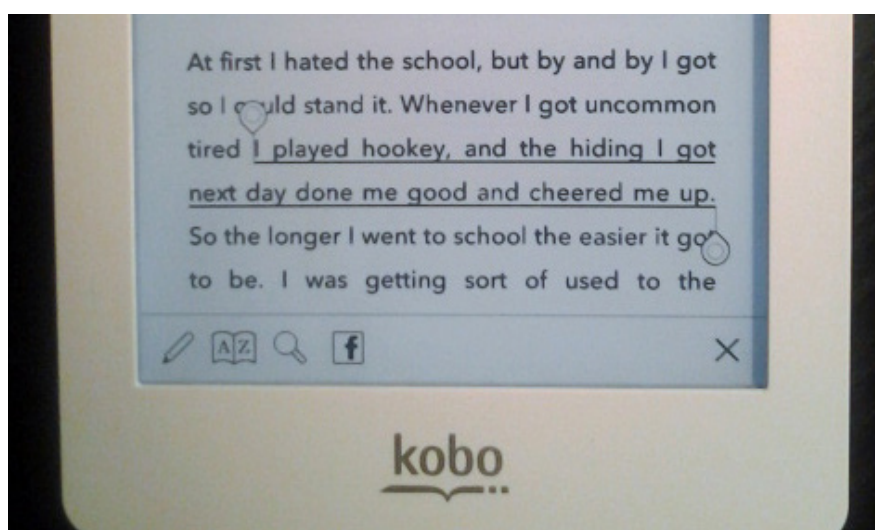 At first I hated the school, but by and by I got
so I could stand it. Whenever I got uncommon
tired I played hookey, and the hiding I got
next day done me good and cheered me up.
So the longer I went to school the easier it got
to be. I was getting sort of used to the
A Z f
kobo